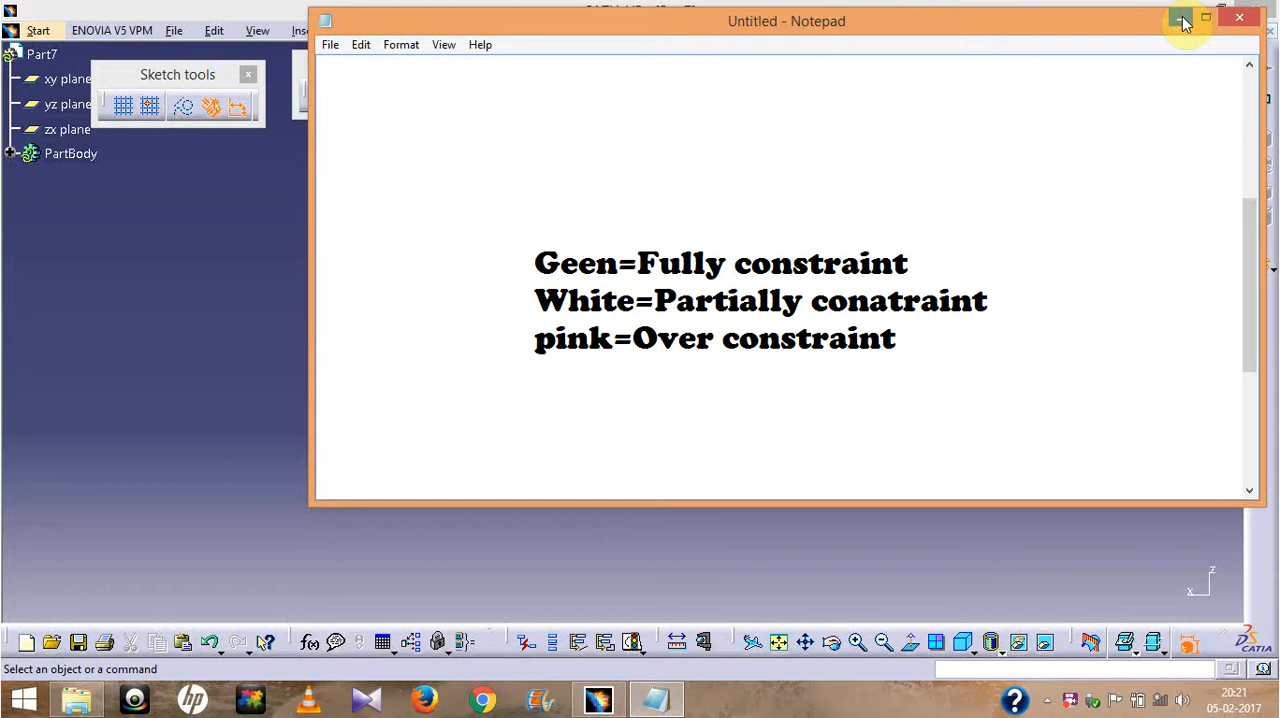 Untitled - Notepad
Start ENOVIA V5 VPM File Edit View
File Edit Format View Help
Part7
Sketch tools
xy plane
yz plane
zx plane
PartBody
Geen=Fully constraint
White=Partially conatraint
pink=Over constraint
z
x
f(x)
CATIA
Select an object or a command
hp
20:21
05-02-2017